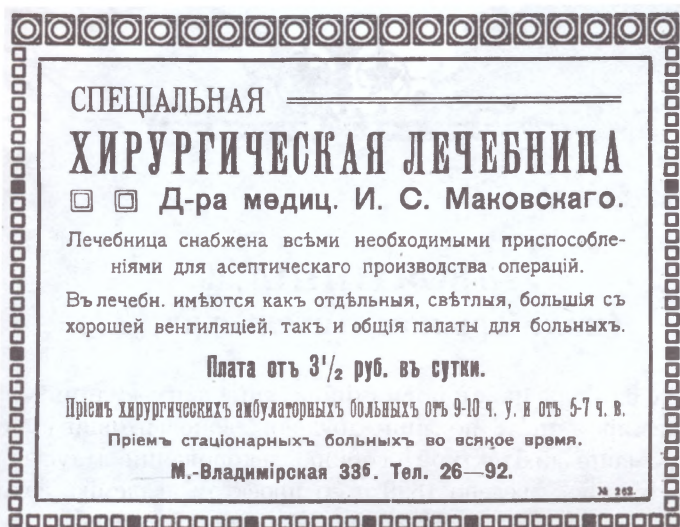 СПЕЦІАЛЬНАЯ
ХИРУРГИЧЕСКАЯ ЛЕЧЕБНИЦА
Д-ра медиц. И. С. Маковскаго.
Лечебница снабжена всѣми необходимыми приспособле-
ніями для асептическаго производства операцій.
Въ лечебн. имѣются какъ отдѣльныя, свѣтлыя, большія съ
хорошей вентиляціей, такъ и общія палаты для больныхъ.
Плата отъ 3 1/2 руб. въ сутки.
Пріемъ хирургическихъ амбулаторныхъ больныхъ отъ 9-10 ч. у. и отъ 5-7 ч. в.
Пріемъ стаціонарныхъ больныхъ во всякое время.
М.-Владимірская 33б. Тел. 26—92.
№ 262.